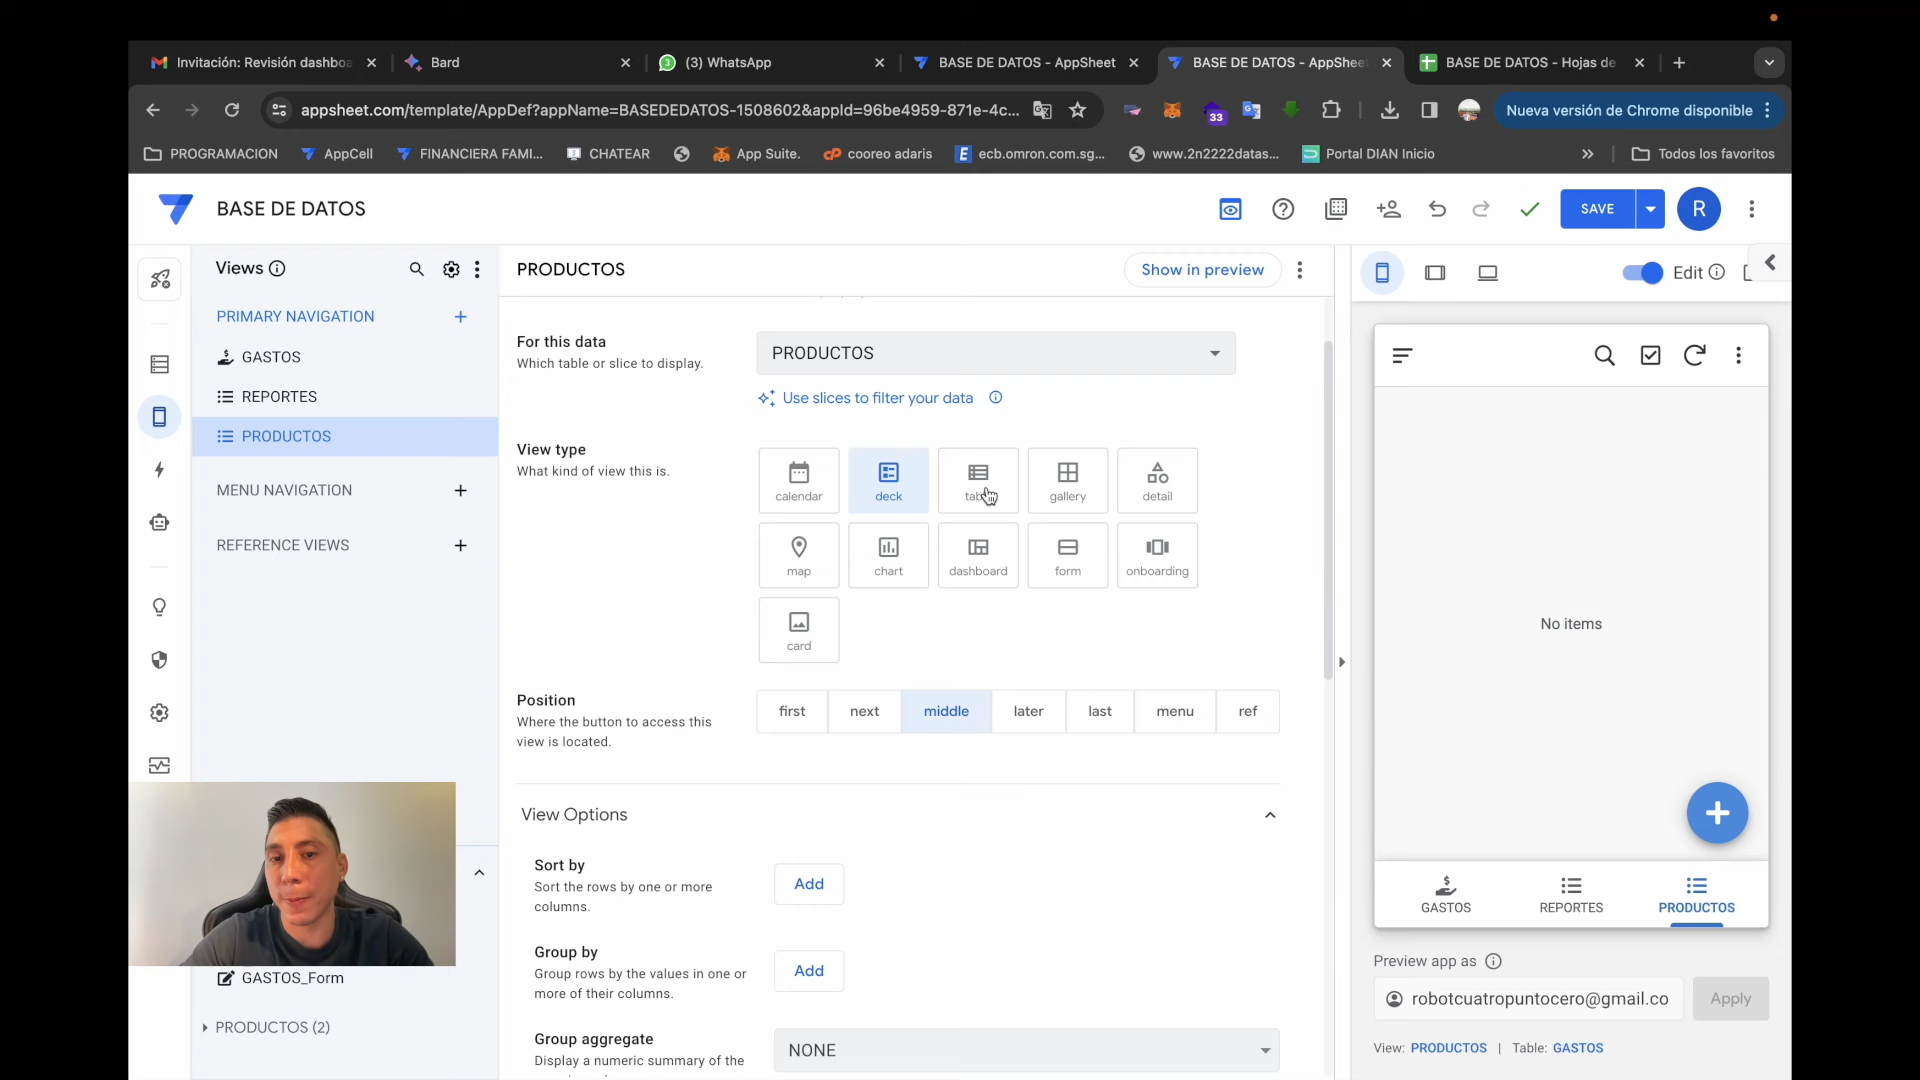 Invitación: Revisión dashbo
Bard
(3) WhatsApp
BASE DE DATOS - AppSheet
BASE DE DATOS - AppShee
BASE DE DATOS - Hojas de
appsheet.com/template/AppDef?appName=BASEDEDATOS-1508602&appId=96be4959-871e-4c...
33
Nueva versión de Chrome disponible
PROGRAMACION
AppCell
FINANCIERA FAMI...
CHATEAR
App Suite.
cooreo adaris
ecb.omron.com.sg...
www.2n2222datas...
Portal DIAN Inicio
Todos los favoritos
BASE DE DATOS
SAVE
R
Views
PRIMARY NAVIGATION
GASTOS
REPORTES
PRODUCTOS
MENU NAVIGATION
REFERENCE VIEWS
GASTOS_Form
PRODUCTOS (2)
PRODUCTOS
Show in preview
For this data
Which table or slice to display.
PRODUCTOS
Use slices to filter your data
View type
What kind of view this is.
calendar
deck
gallery
detail
map
chart
dashboard
form
onboarding
card
Position
Where the button to access this
view is located.
first
next
middle
later
last
menu
ref
View Options
Sort by
Sort the rows by one or more
columns.
Add
Group by
Group rows by the values in one or
more of their columns.
Add
Group aggregate
Display a numeric summary of the
NONE
Edit
No items
GASTOS
REPORTES
PRODUCTOS
Preview app as
robotcuatropuntocero@gmail.co
Apply
View: PRODUCTOS | Table: GASTOS